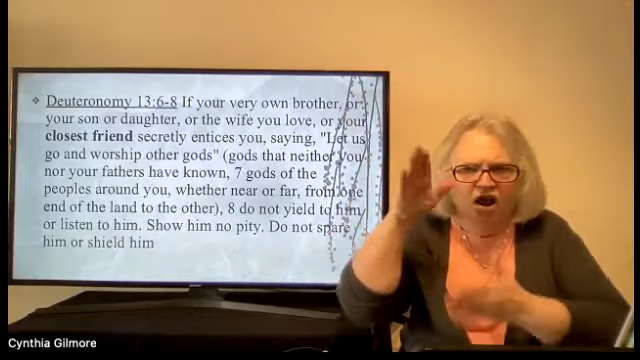 ❖ Deuteronomy 13:6-8 If your very own brother, or
your son or daughter, or the wife you love, or your
closest friend secretly entices you, saying, "Let us
go and worship other gods" (gods that neither you
nor your fathers have known, 7 gods of the
peoples around you, whether near or far, from one
end of the land to the other), 8 do not yield to him
or listen to him. Show him no pity. Do not spare
him or shield him
Cynthia Gilmore